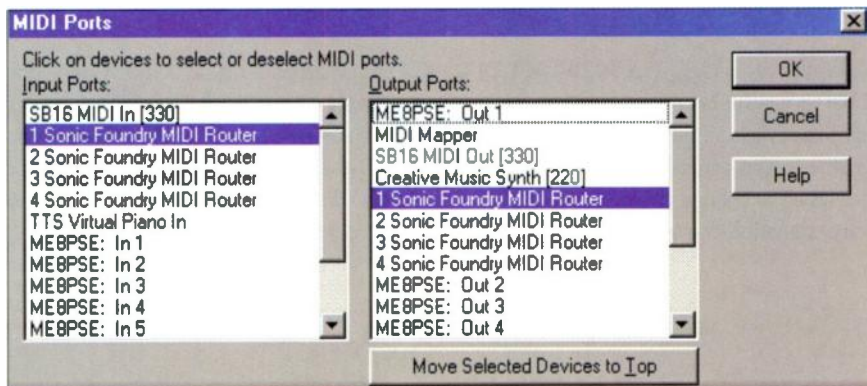 MIDI Ports
Click on devices to select or deselect MIDI ports.
Input Ports:
SB16 MIDI In [330]
1 Sonic Foundry MIDI Router
2 Sonic Foundry MIDI Router
3 Sonic Foundry MIDI Router
4 Sonic Foundry MIDI Router
TTS Virtual Piano In
ME8PSE: In 1
ME8PSE: In 2
ME8PSE: In 3
ME8PSE: In 4
ME8PSE: In 5
Output Ports:
ME8PSE: Out 1
MIDI Mapper
SB16 MIDI Out [330]
Creative Music Synth [220]
1 Sonic Foundry MIDI Router
2 Sonic Foundry MIDI Router
3 Sonic Foundry MIDI Router
4 Sonic Foundry MIDI Router
ME8PSE: Out 2
ME8PSE: Out 3
ME8PSE: Out 4
Move Selected Devices to Top
OK
Cancel
Help